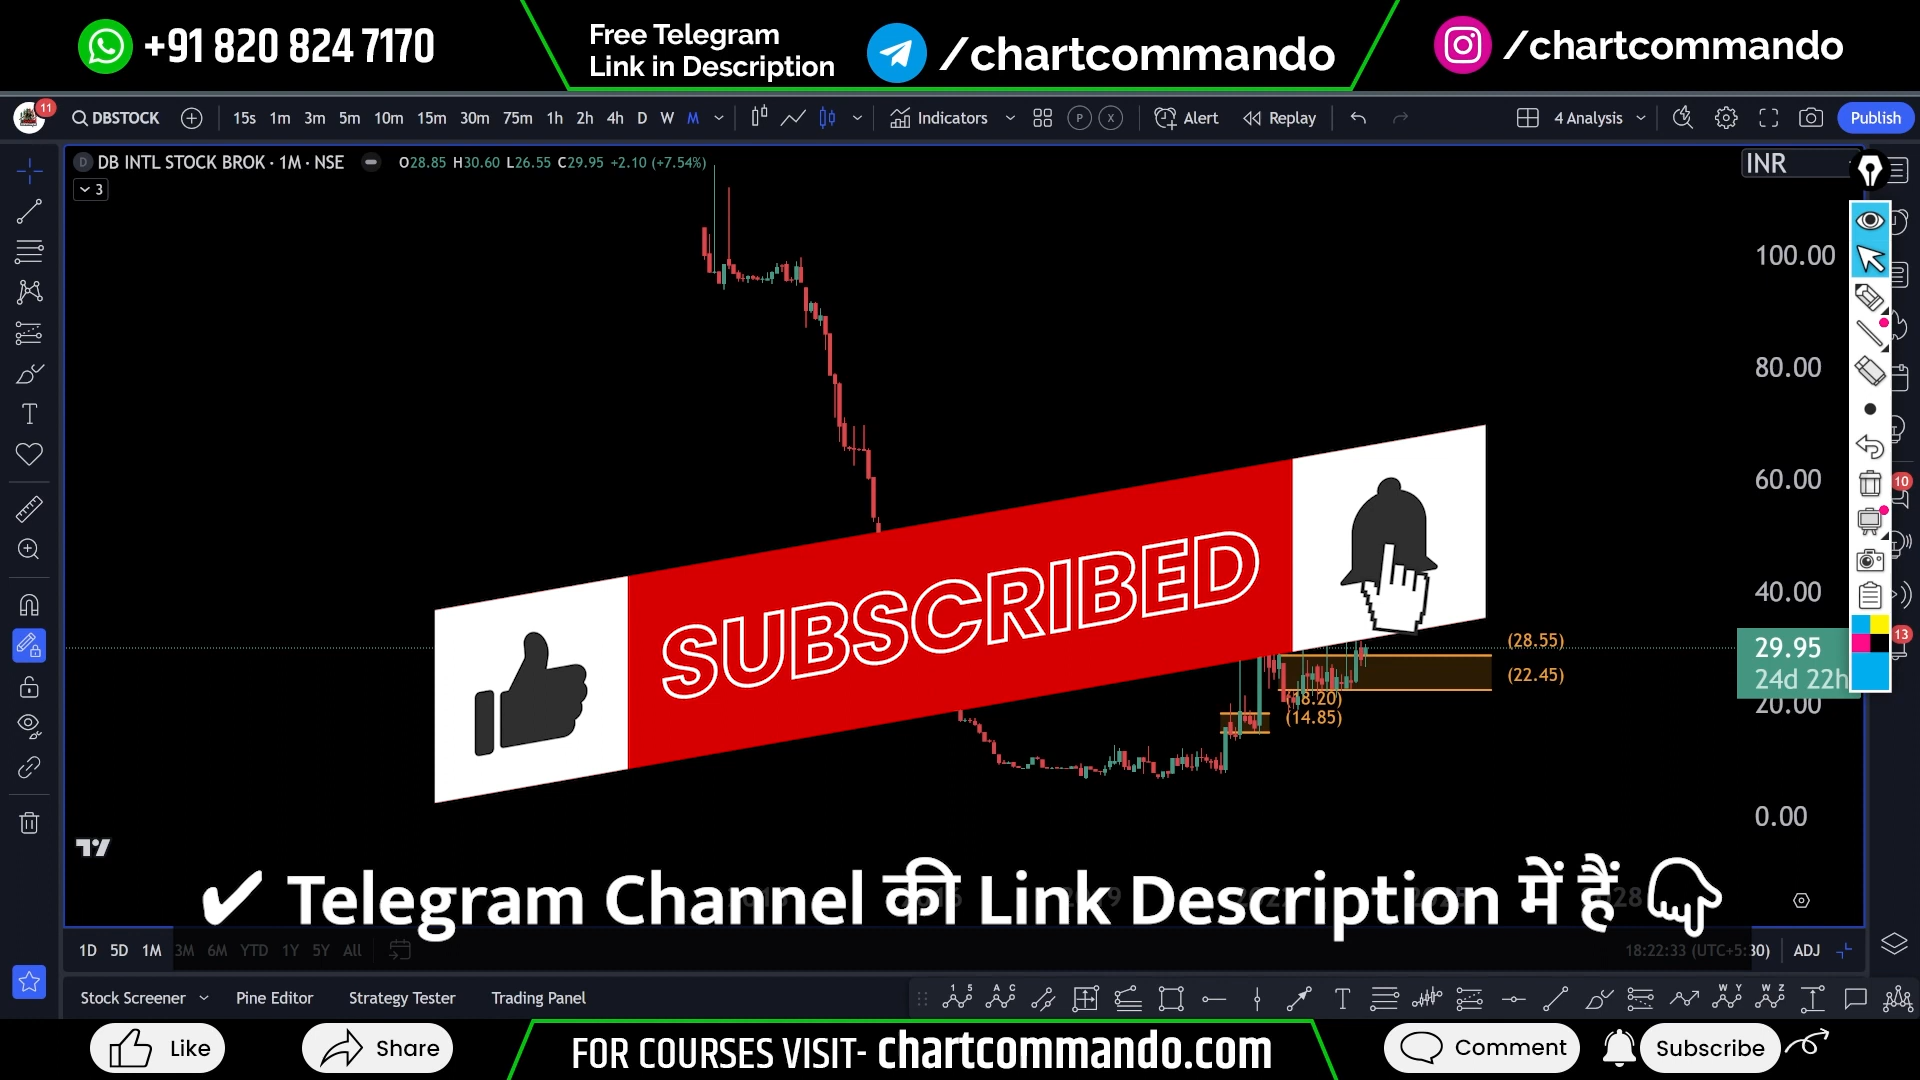 +91 820 824 7170
Free Telegram
Link in Description
/chartcommando
/chartcommando
11
DBSTOCK
15s 1m 3m 5m 10m 15m 30m 75m 1h 2h 4h D W M
Indicators
P X
Alert
Replay
4 Analysis
Publish
D DB INTL STOCK BROK · 1M · NSE
O28.85 H30.60 L26.55 C29.95 +2.10 (+7.54%)
3
INR
100.00
80.00
60.00
40.00
29.95
24d 22h
20.00
0.00
10
13
SUBSCRIBED
(28.55)
(22.45)
(18.20)
(14.85)
✔ Telegram Channel की Link Description में हैं
1D 5D 1M 3M 6M YTD 1Y 5Y All
18:22:33 (UTC+5:30)
ADJ
Stock Screener
Pine Editor
Strategy Tester
Trading Panel
Like
Share
FOR COURSES VISIT- chartcommando.com
Comment
Subscribe